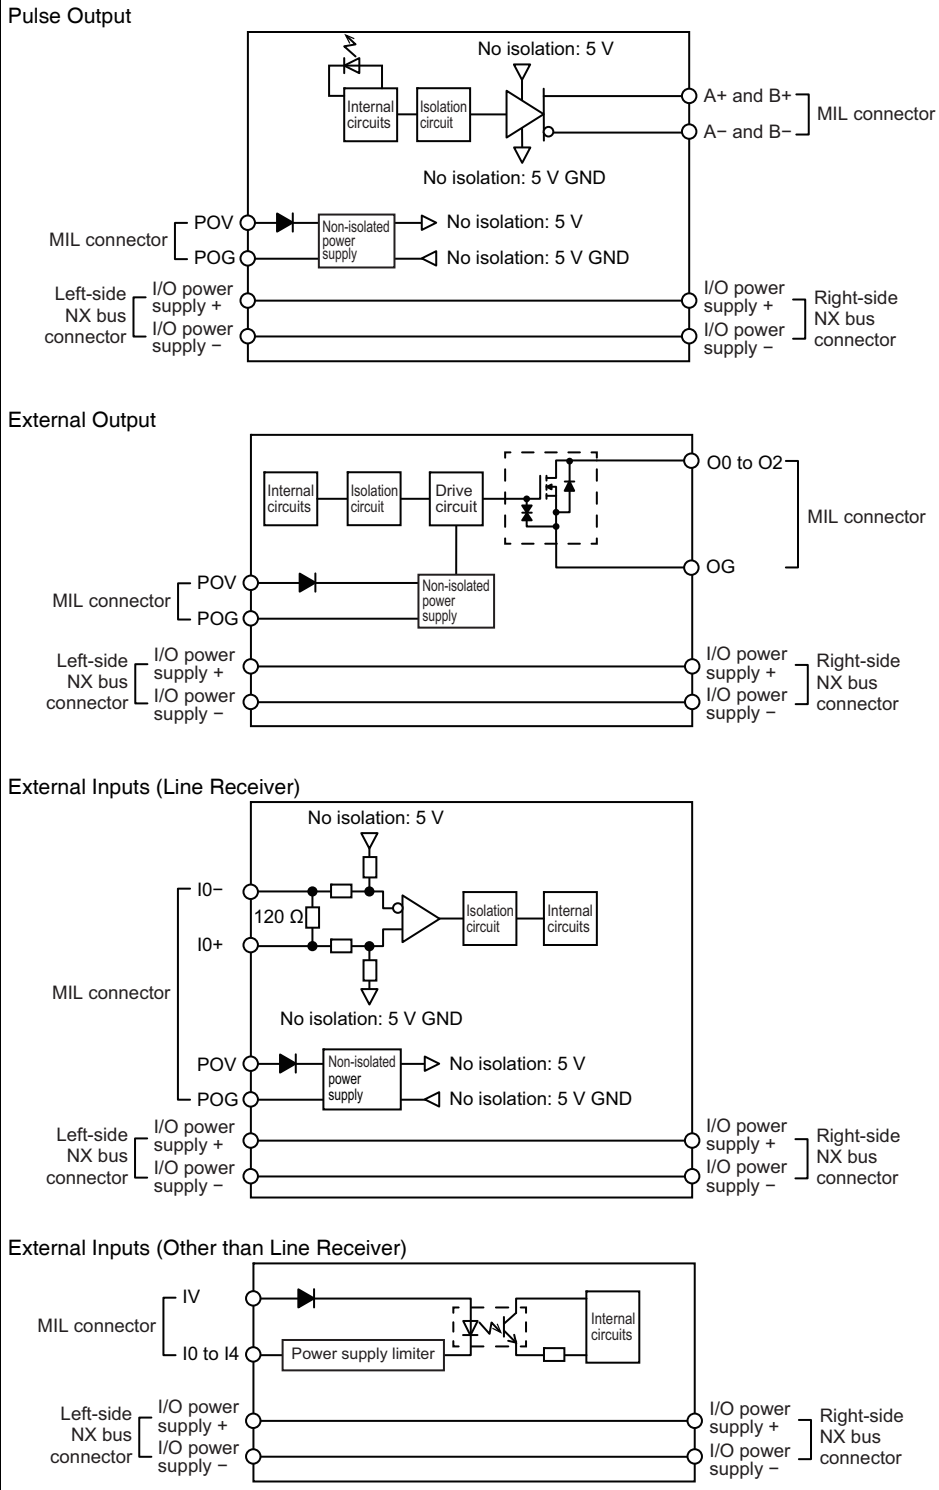 Pulse Output
No isolation: 5 V
Internal
circuits
Isolation
circuit
A+ and B+
A− and B−
MIL connector
No isolation: 5 V GND
MIL connector
POV
POG
Non-isolated
power
supply
No isolation: 5 V
No isolation: 5 V GND
Left-side
NX bus
connector
I/O power
supply +
I/O power
supply −
I/O power
supply +
I/O power
supply −
Right-side
NX bus
connector
External Output
Internal
circuits
Isolation
circuit
Drive
circuit
O0 to O2
OG
MIL connector
MIL connector
POV
POG
Non-isolated
power
supply
Left-side
NX bus
connector
I/O power
supply +
I/O power
supply −
I/O power
supply +
I/O power
supply −
Right-side
NX bus
connector
External Inputs (Line Receiver)
No isolation: 5 V
I0−
120 Ω
I0+
Isolation
circuit
Internal
circuits
MIL connector
No isolation: 5 V GND
POV
POG
Non-isolated
power
supply
No isolation: 5 V
No isolation: 5 V GND
Left-side
NX bus
connector
I/O power
supply +
I/O power
supply −
I/O power
supply +
I/O power
supply −
Right-side
NX bus
connector
External Inputs (Other than Line Receiver)
MIL connector
IV
I0 to I4
Power supply limiter
Internal
circuits
Left-side
NX bus
connector
I/O power
supply +
I/O power
supply −
I/O power
supply +
I/O power
supply −
Right-side
NX bus
connector